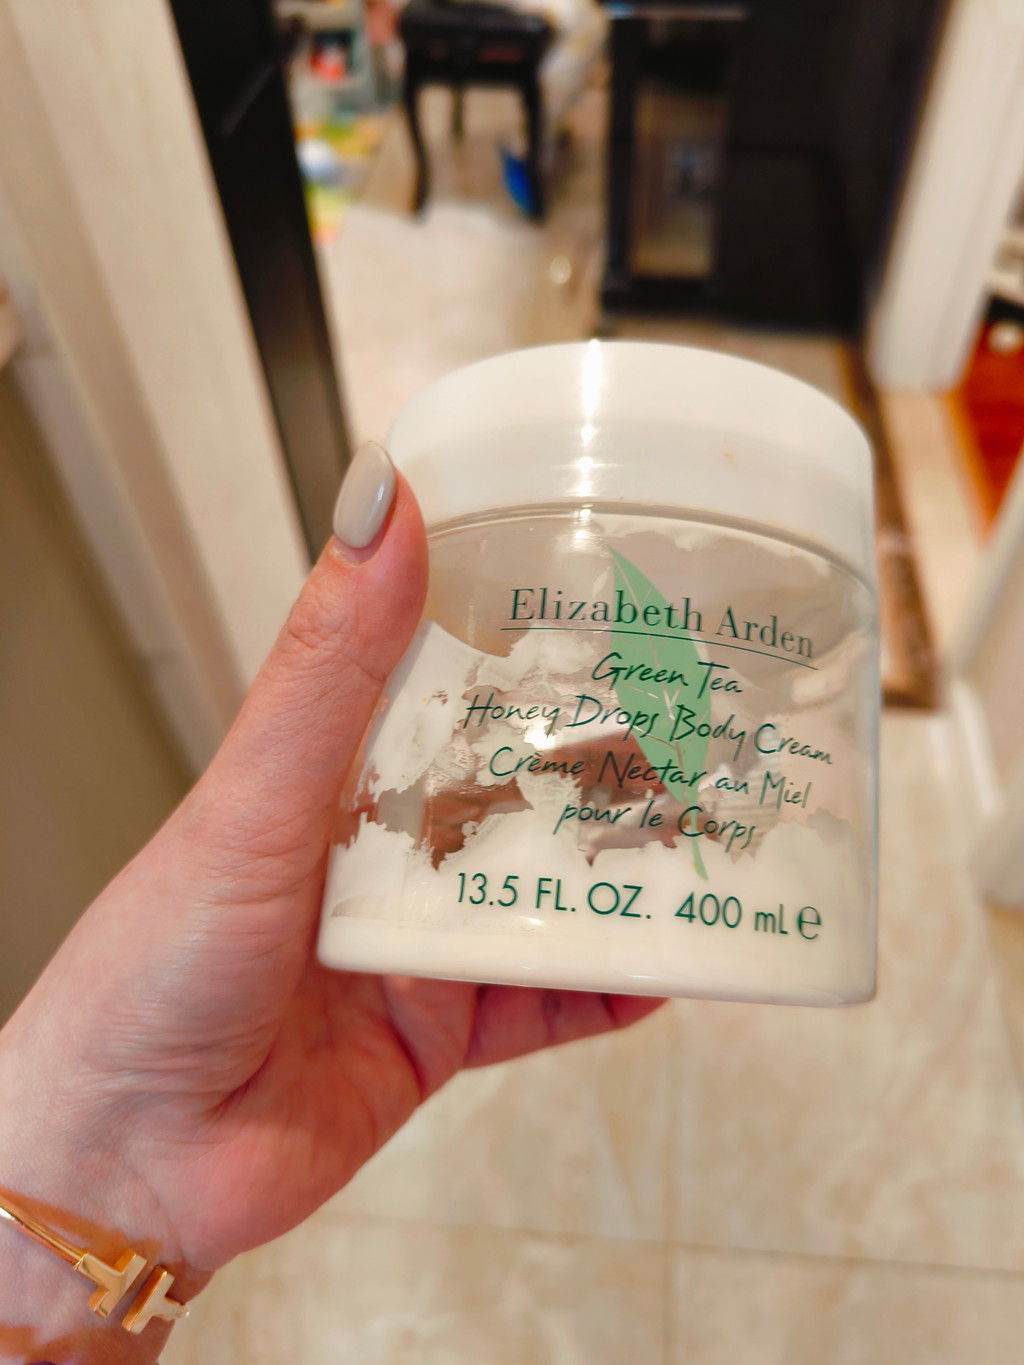 Elizabeth Arden
Green Tea
Honey Drops Body Cream
Crème Nectar au Miel
pour le Corps
13.5 FL. OZ. 400 mL e